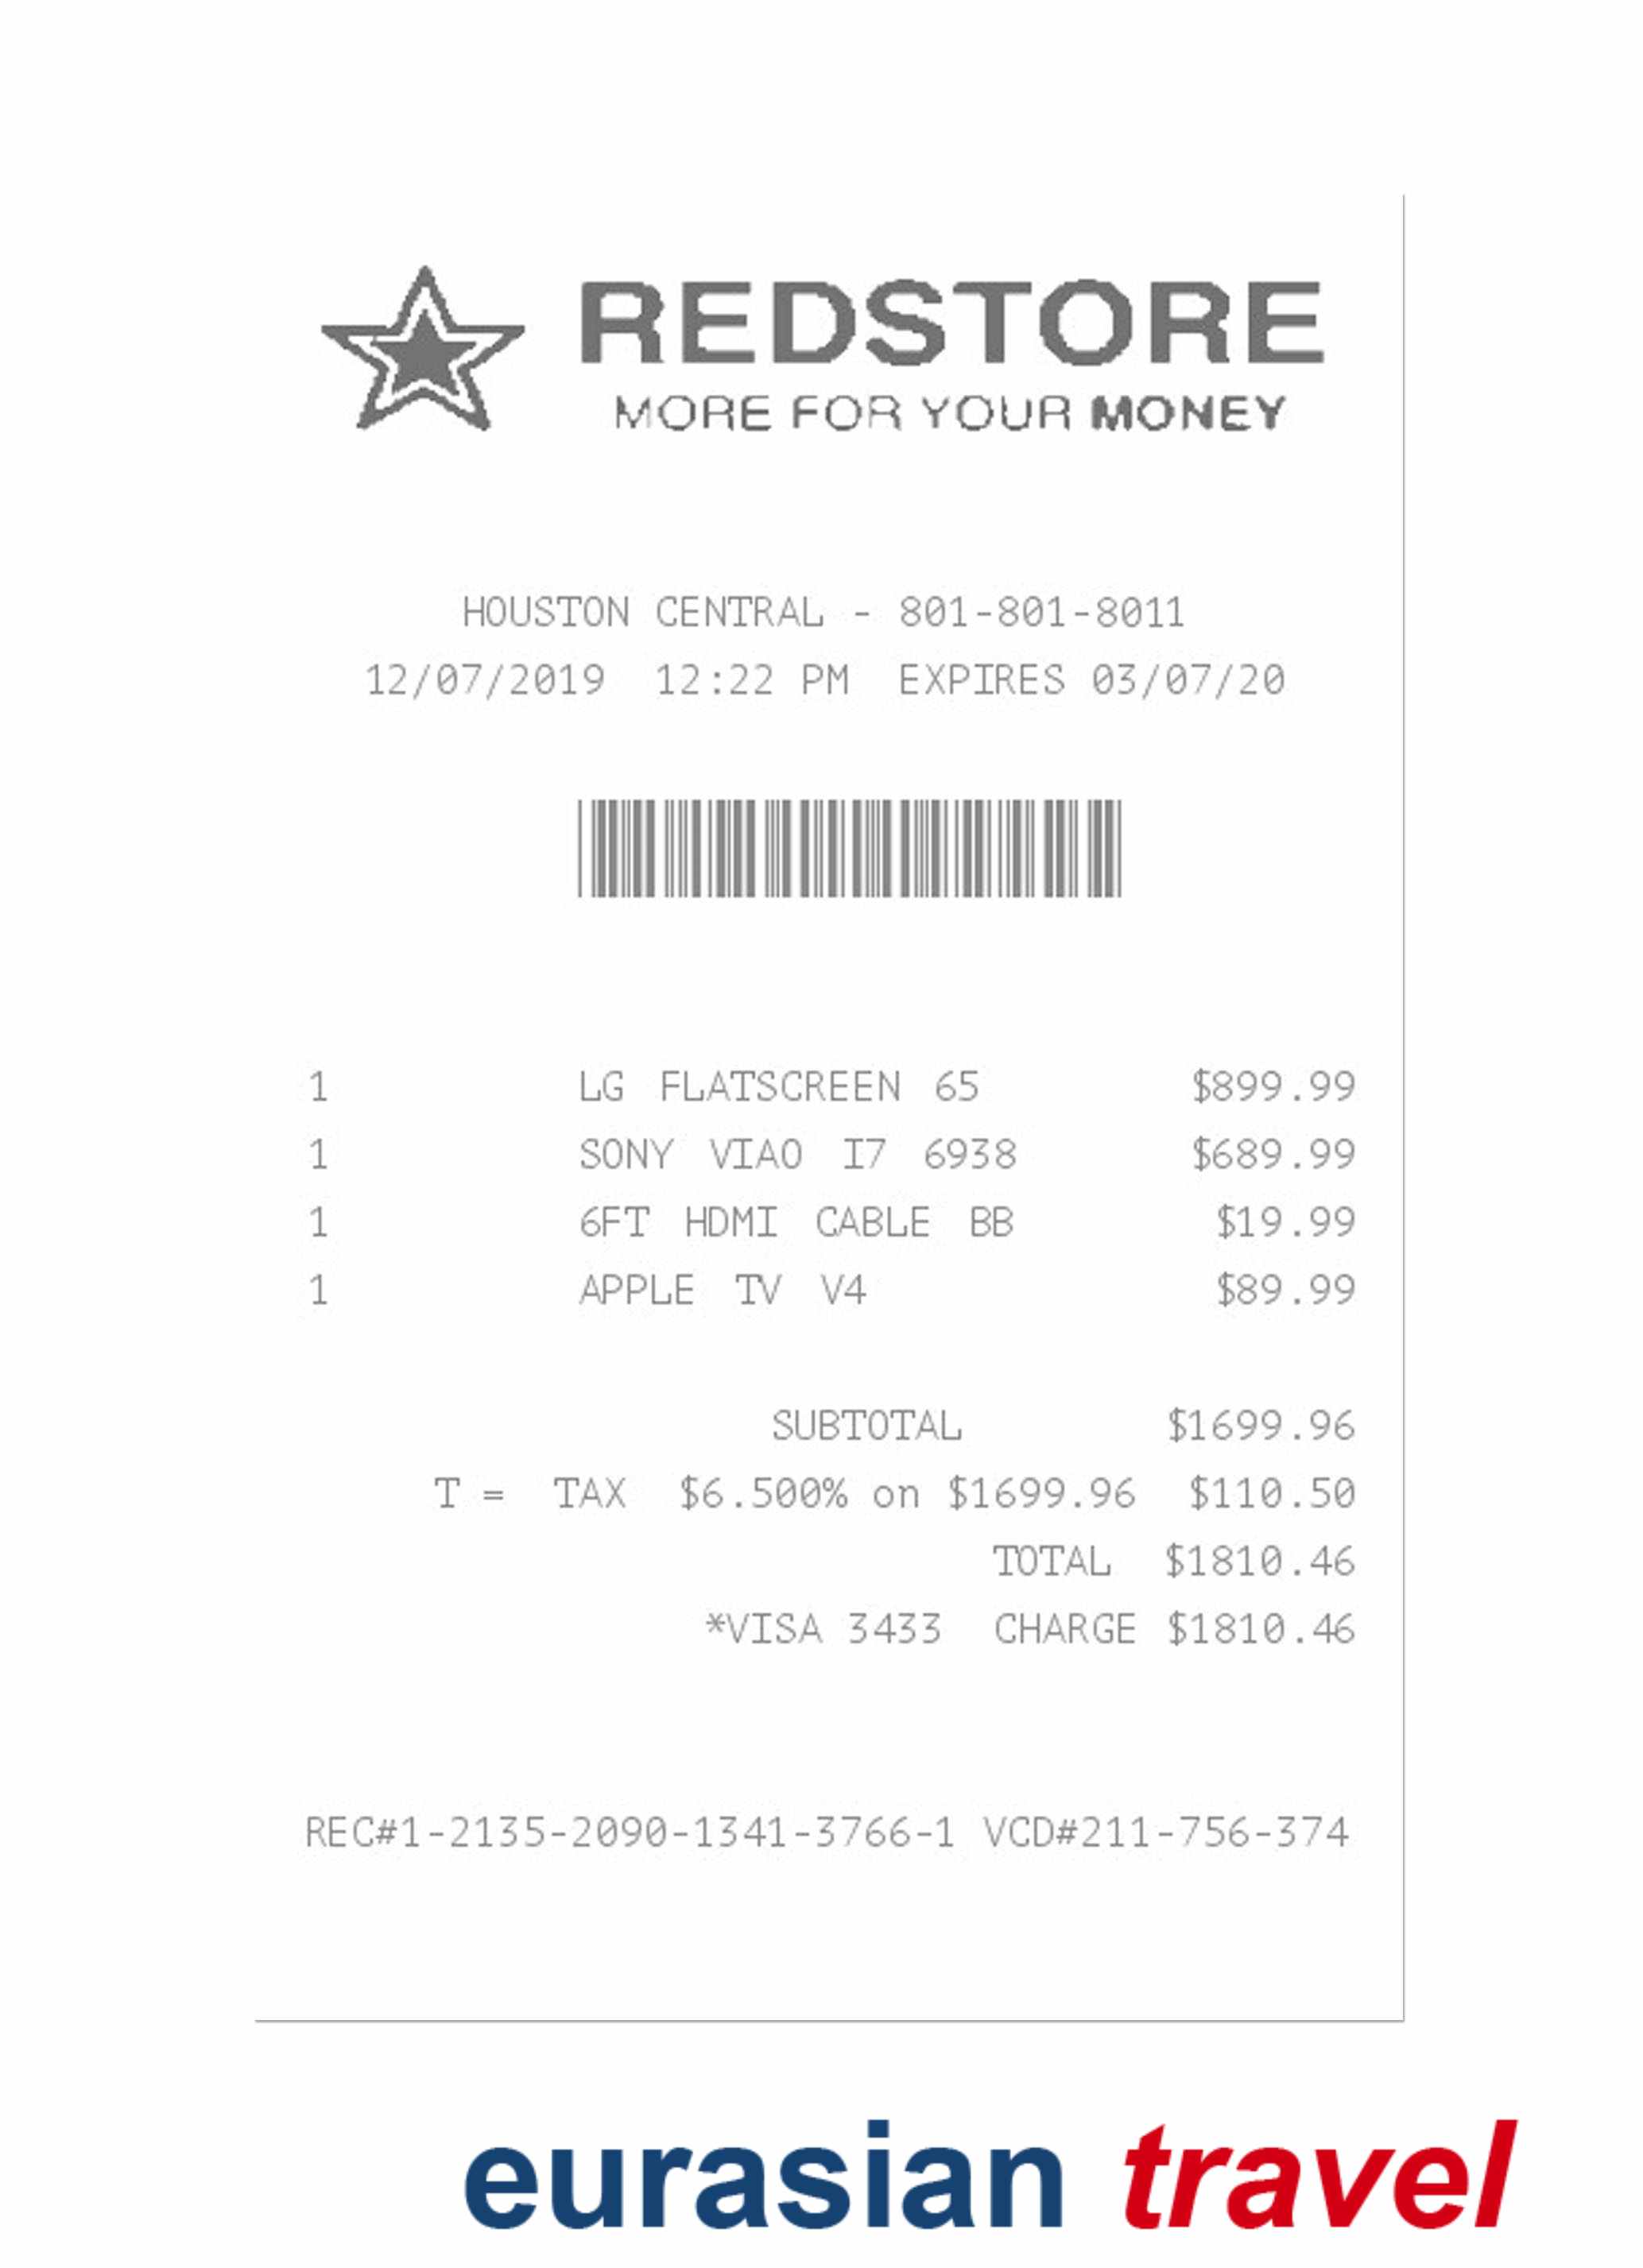 REDSTORE
MORE FOR YOUR MONEY
HOUSTON CENTRAL - 801-801-8011
12/07/2019 12:22 PM EXPIRES 03/07/20
1 LG FLATSCREEN 65 $899.99
1 SONY VIAO I7 6938 $689.99
1 6FT HDMI CABLE BB $19.99
1 APPLE TV V4 $89.99
SUBTOTAL $1699.96
T = TAX $6.500% on $1699.96 $110.50
TOTAL $1810.46
*VISA 3433 CHARGE $1810.46
REC#1-2135-2090-1341-3766-1 VCD#211-756-374
eurasian travel